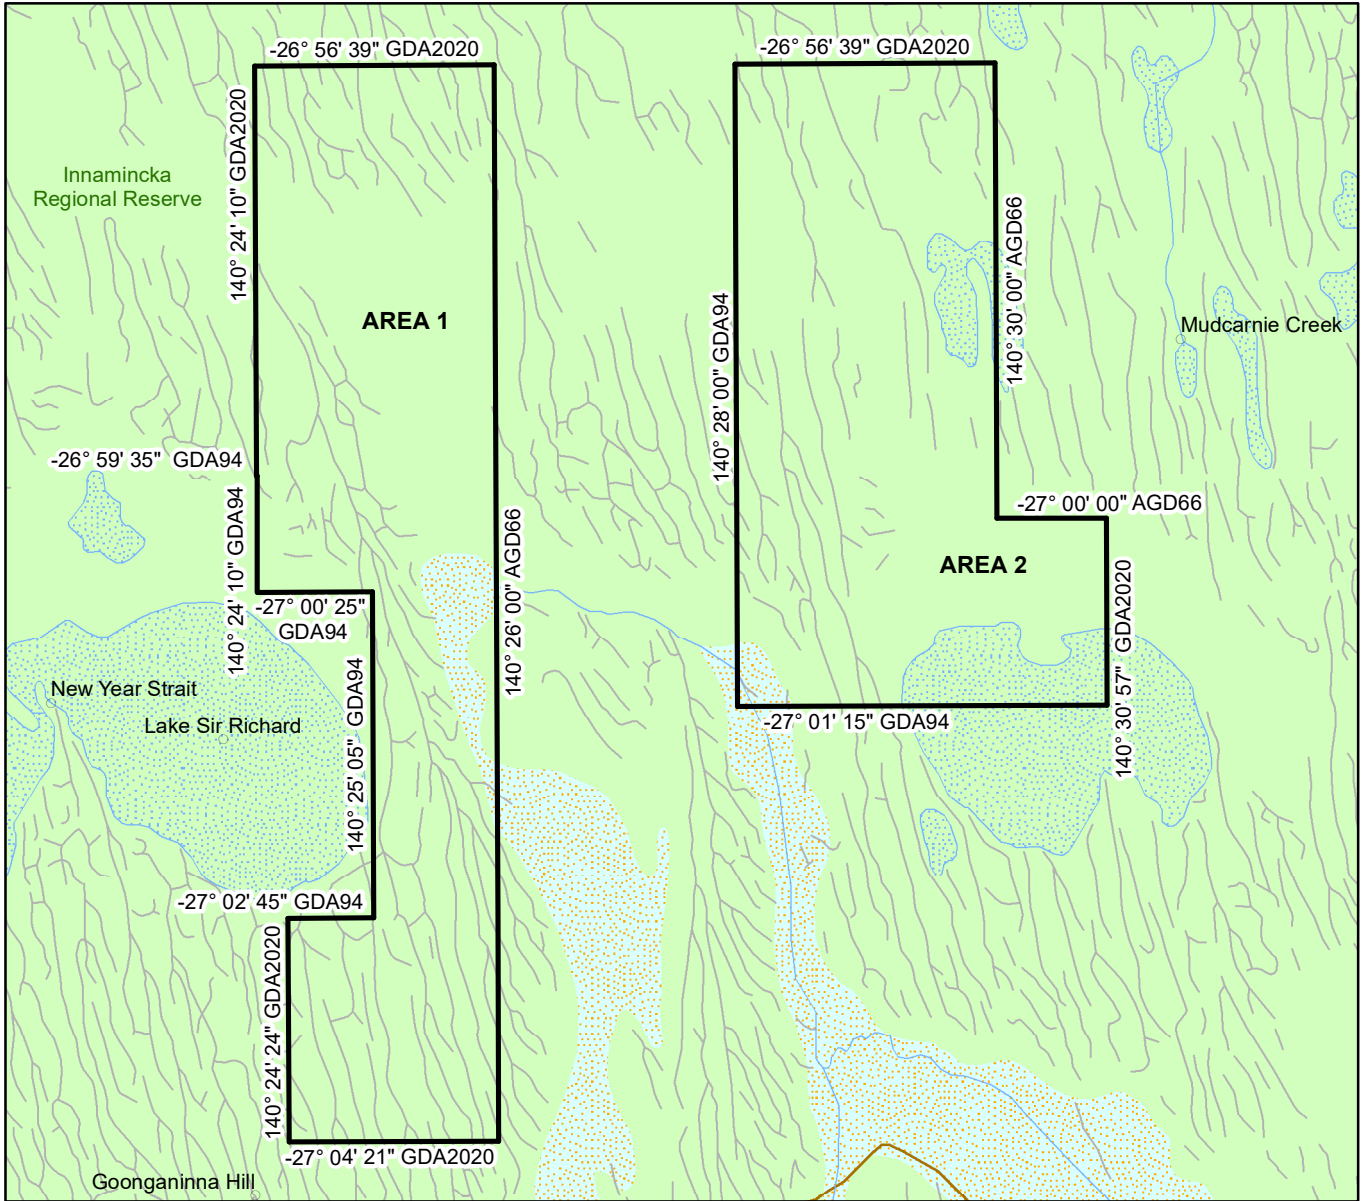 -26° 56' 39" GDA2020
-26° 56' 39" GDA2020
140° 24' 10" GDA2020
Innamincka
Regional Reserve
140° 30' 00" AGD66
AREA 1
140° 28' 00" GDA94
Mudcarnie Creek
-26° 59' 35"  GDA94
140° 24' 10" GDA94
-27° 00' 00" AGD66
140° 26' 00" AGD66
AREA 2
-27° 00' 25"
GDA94
140° 30' 57"  GDA2020
140° 25' 05" GDA94
New Year Strait
Lake Sir Richard
-27° 01' 15" GDA94
-27° 02' 45" GDA94
140° 24' 24" GDA2020
-27° 04' 21" GDA2020
Goonganinna Hill